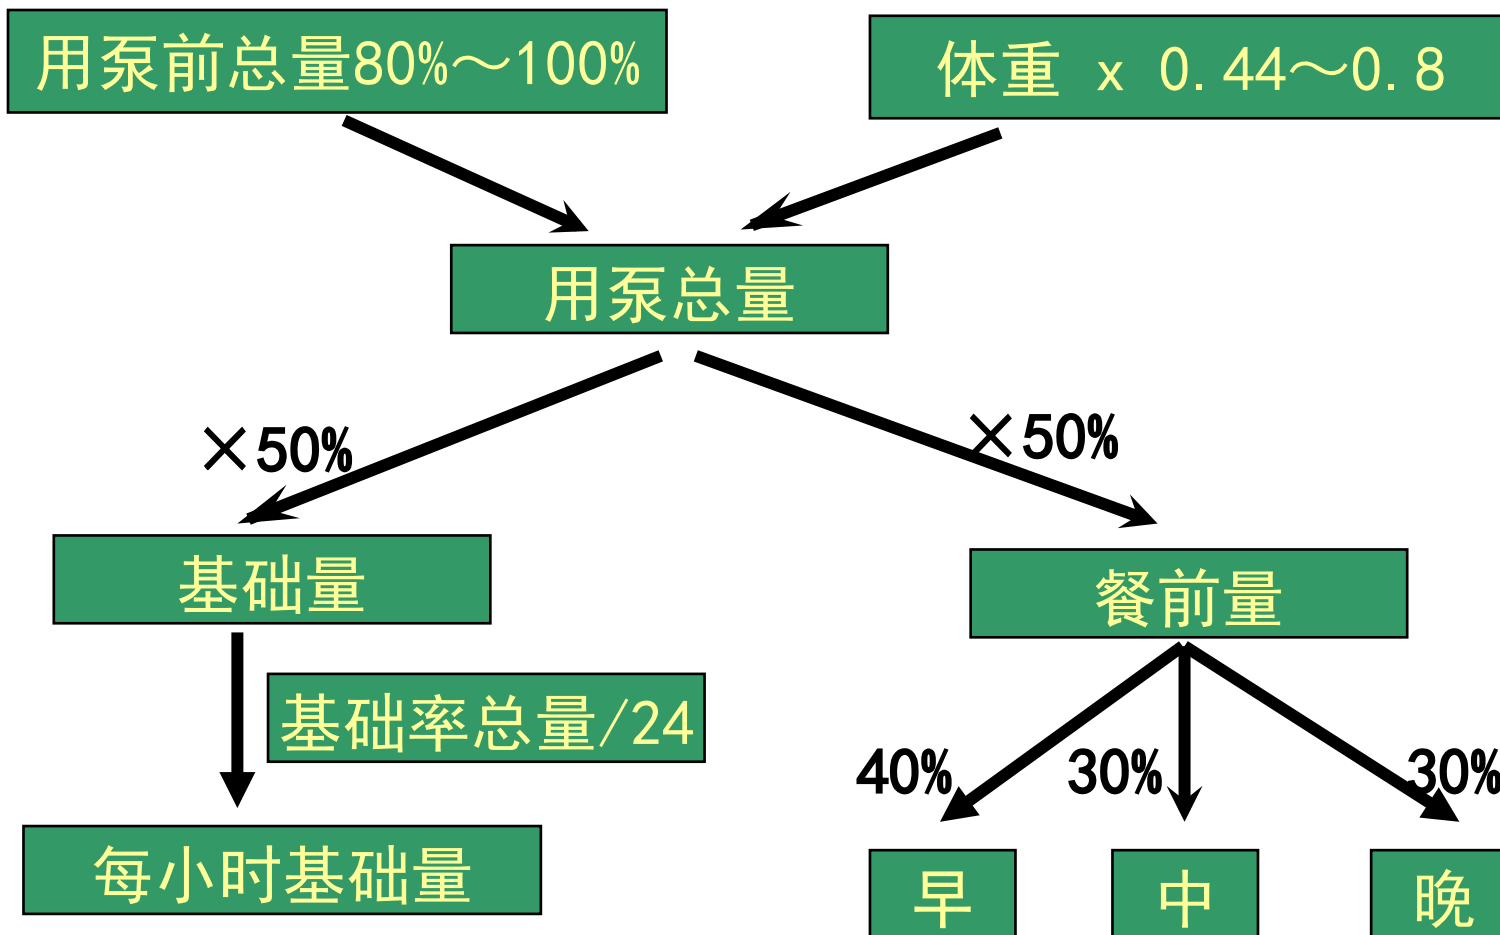 用泵前总量80%～100%
体重 x 0.44～0.8
用泵总量
×50%
×50%
基础量
餐前量
基础率总量/24
40%
30%
30%
每小时基础量
早
中
晚